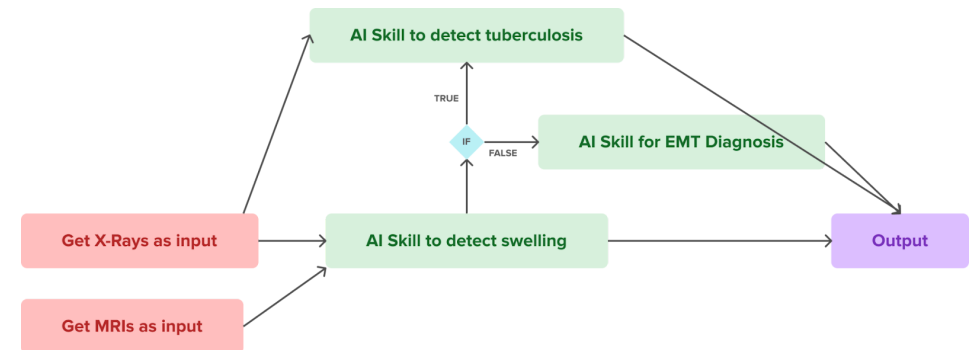 AI Skill to detect tuberculosis
TRUE
IF
FALSE
AI Skill for EMT Diagnosis
Get X-Rays as input
AI Skill to detect swelling
Output
Get MRIs as input